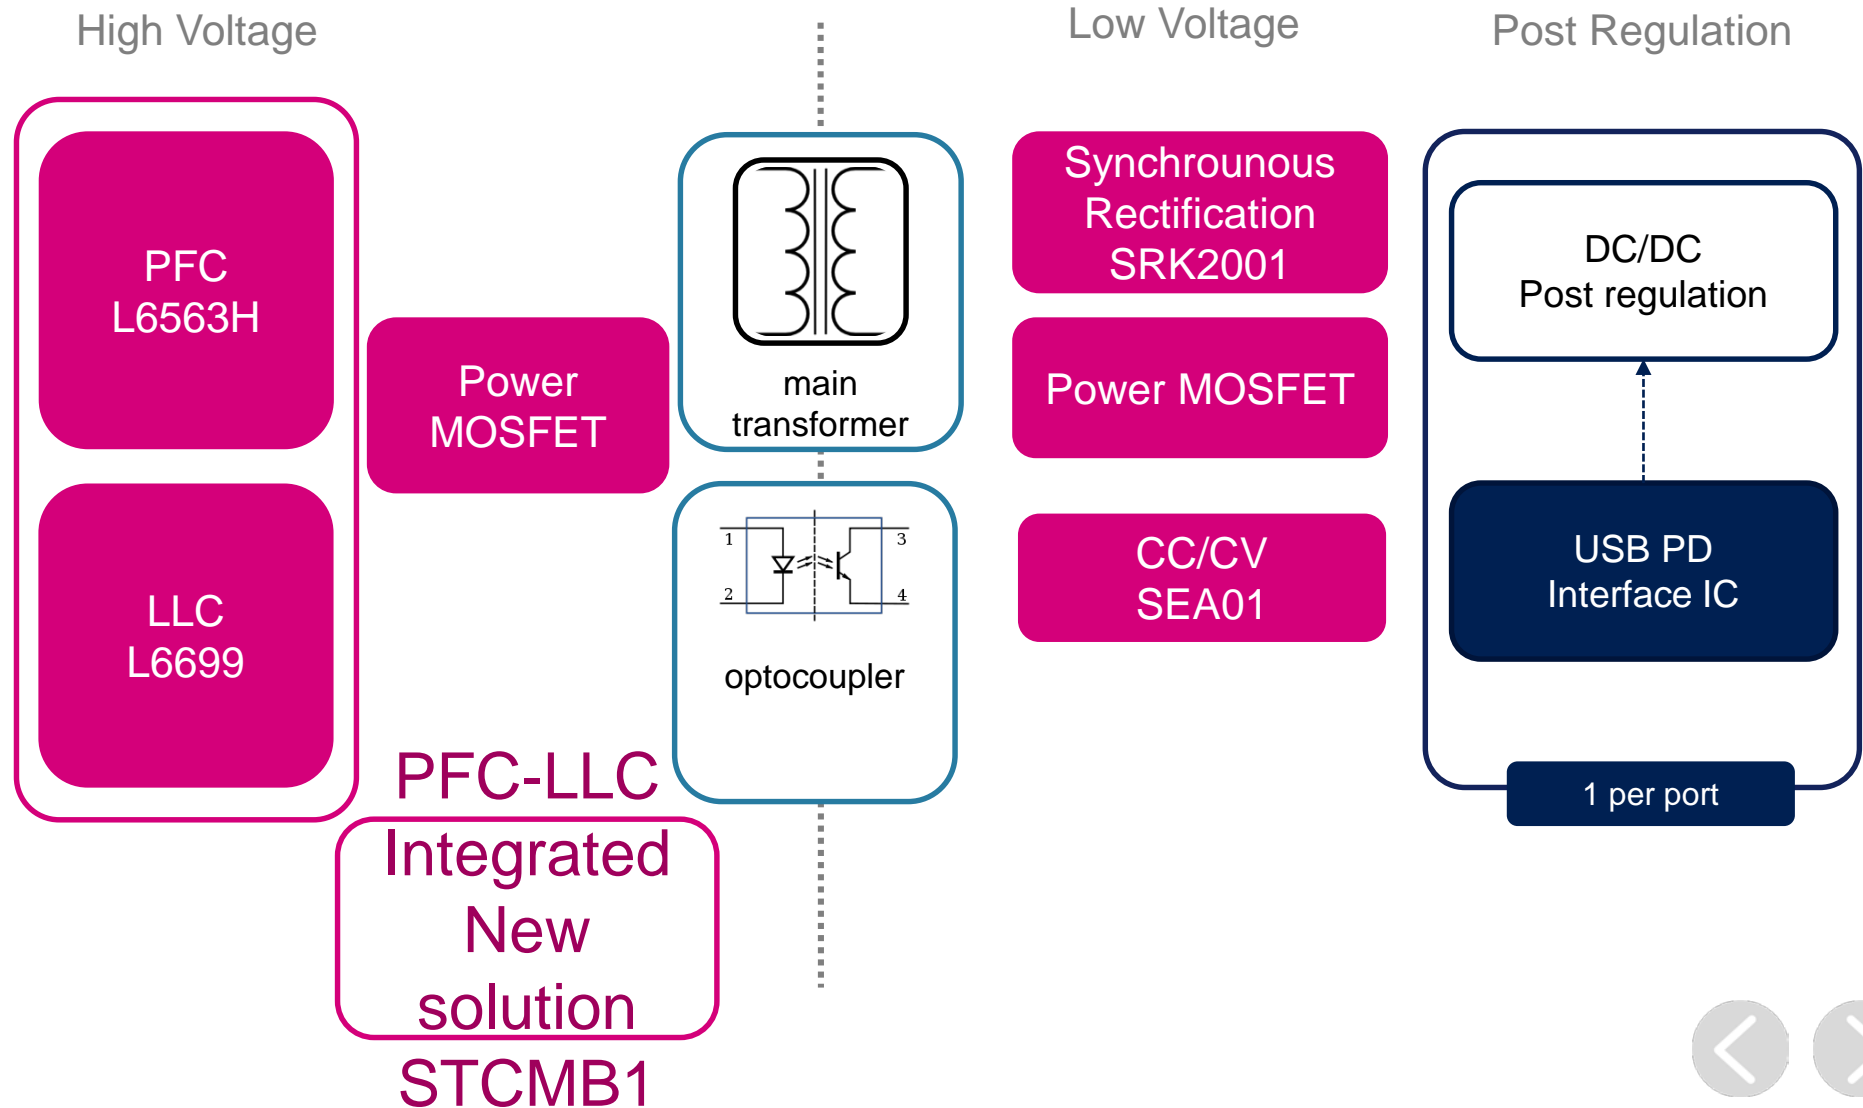 High Voltage
Low Voltage
Post Regulation
PFC
L6563H
LLC
L6699
Power
MOSFET
main
transformer
1
2
3
4
optocoupler
Synchrounous
Rectification
SRK2001
Power MOSFET
CC/CV
SEA01
DC/DC
Post regulation
USB PD
Interface IC
1 per port
PFC-LLC
Integrated
New
solution
STCMB1